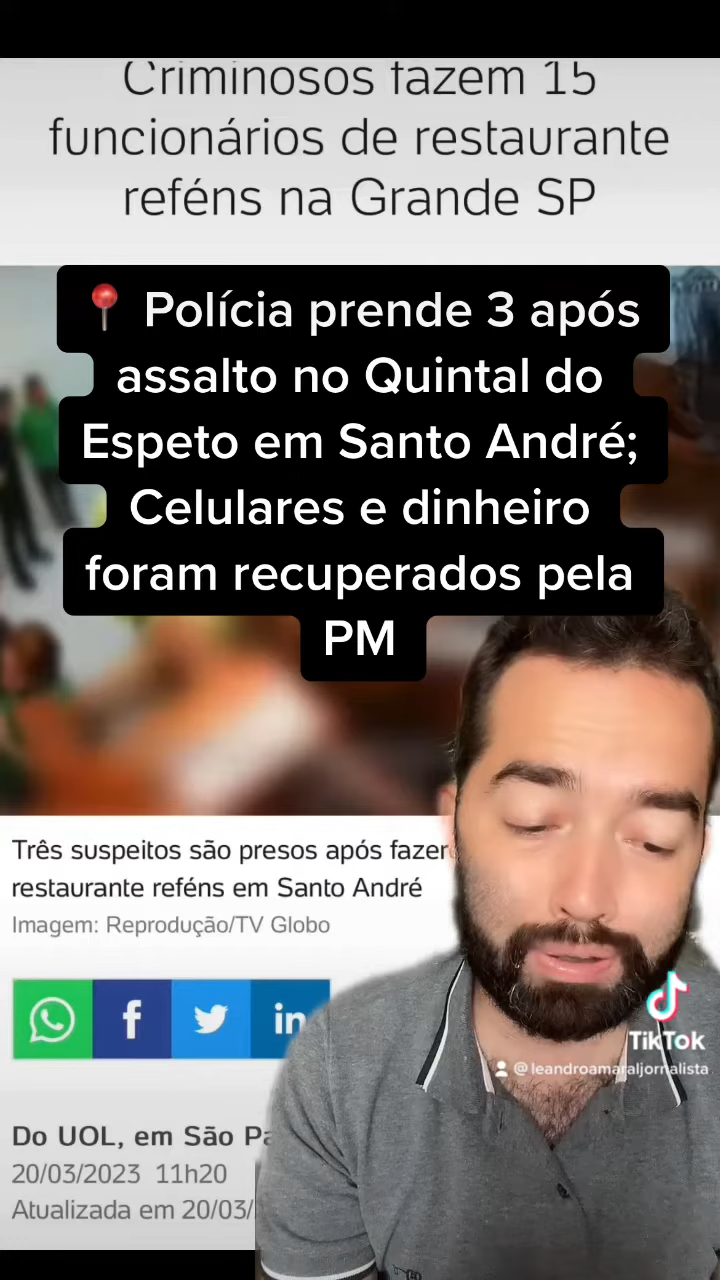 Criminosos fazem 15
funcionários de restaurante
reféns na Grande SP
📍 Polícia prende 3 após
assalto no Quintal do
Espeto em Santo André;
Celulares e dinheiro
foram recuperados pela
PM
Três suspeitos são presos após fazer
restaurante reféns em Santo André
Imagem: Reprodução/TV Globo
f
in
TikTok
@leandroamaraljornalista
Do UOL, em São Pa
20/03/2023 11h20
Atualizada em 20/03/